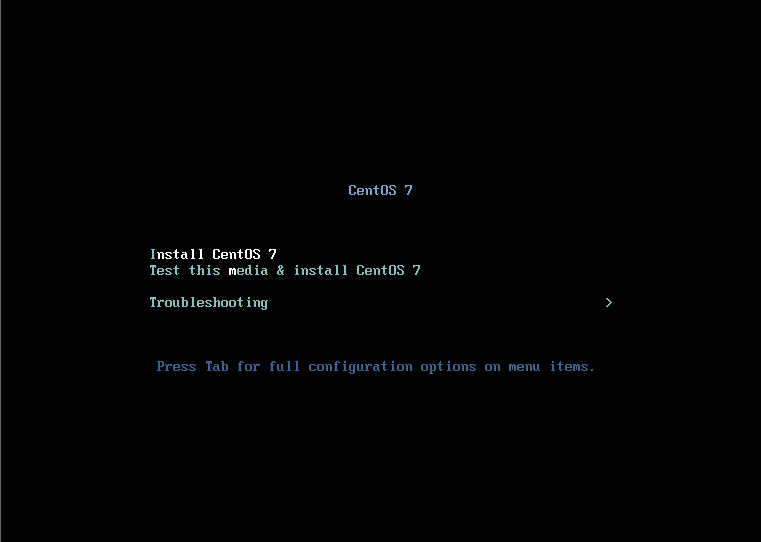 CentOS 7
Install CentOS 7
Test this media & install CentOS 7
Troubleshooting >
Press Tab for full configuration options on menu items.